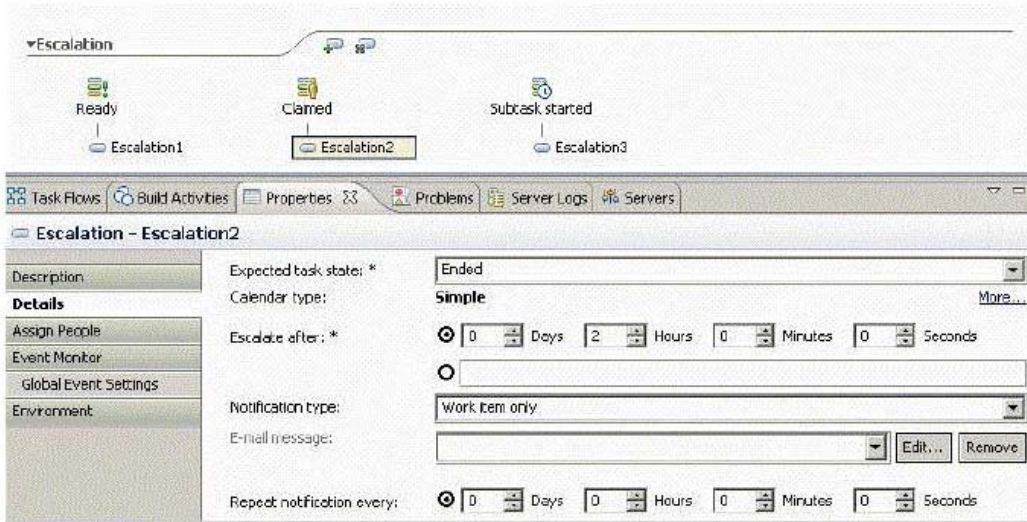 Escalation
Ready
Claimed
Subtask started
Escalation1
Escalation2
Escalation3
Task Flows
Build Activities
Properties
Problems
Server Logs
Servers
Escalation - Escalation2
Description
Details
Assign People
Event Monitor
Global Event Settings
Environment
Expected task state: *
Ended
Calendar type:
Simple
More...
Escalate after: *
0 Days 2 Hours 0 Minutes 0 Seconds
Notification type:
Work item only
E-mail message:
Edit...
Remove
Repeat notification every:
0 Days 0 Hours 0 Minutes 0 Seconds